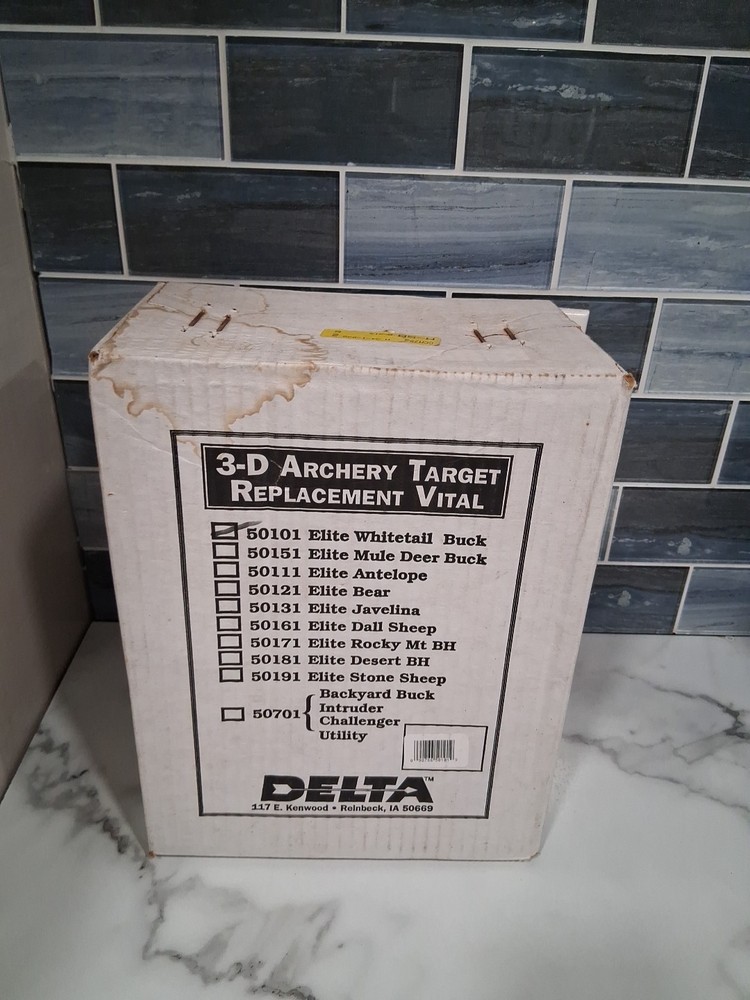 3-D ARCHERY TARGET
REPLACEMENT VITAL
50101 Elite Whitetail Buck
50151 Elite Mule Deer Buck
50111 Elite Antelope
50121 Elite Bear
50131 Elite Javelina
50161 Elite Dall Sheep
50171 Elite Rocky Mt BH
50181 Elite Desert BH
50191 Elite Stone Sheep
50701 { Backyard Buck
Intruder
Challenger
Utility
DELTA™
117 E. Kenwood • Reinbeck, IA 50669